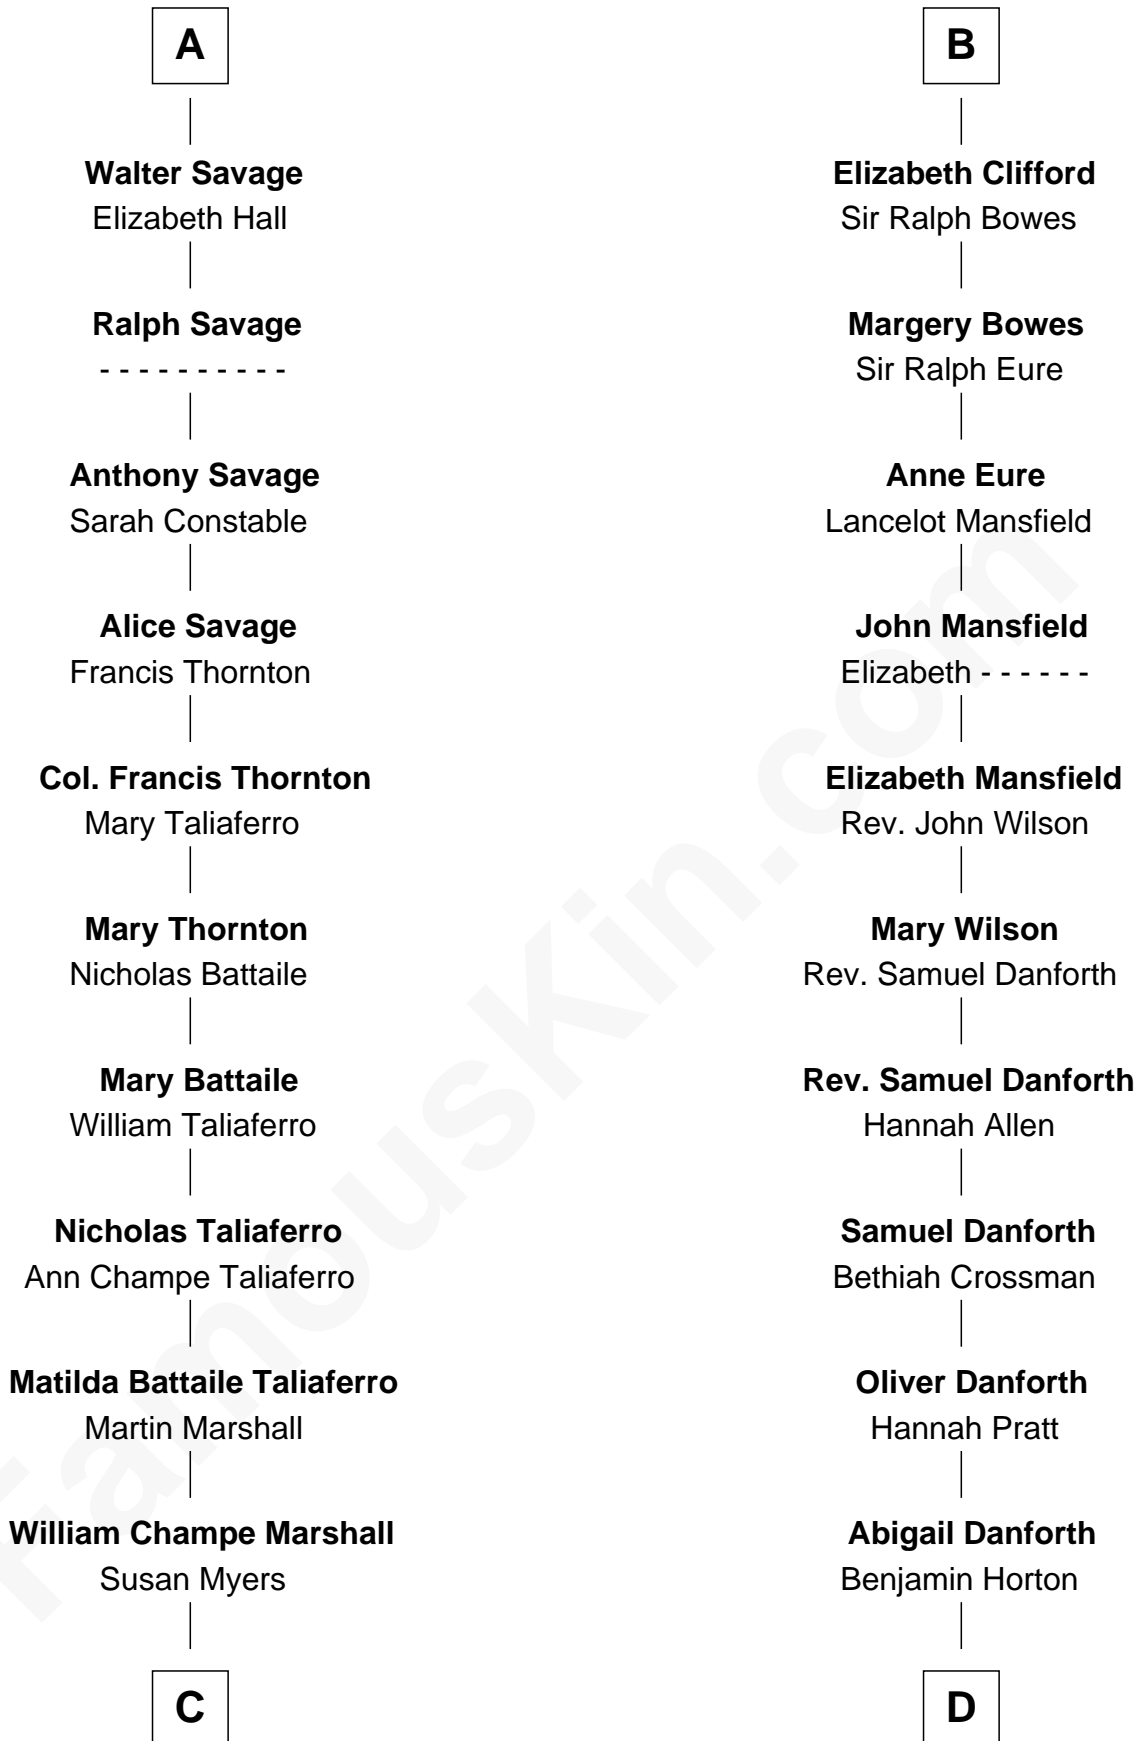 A
Walter Savage
Elizabeth Hall
Ralph Savage
- - - - - - - - - -
Anthony Savage
Sarah Constable
Alice Savage
Francis Thornton
Col. Francis Thornton
Mary Taliaferro
Mary Thornton
Nicholas Battaile
Mary Battaile
William Taliaferro
Nicholas Taliaferro
Ann Champe Taliaferro
Matilda Battaile Taliaferro
Martin Marshall
William Champe Marshall
Susan Myers
C
B
Elizabeth Clifford
Sir Ralph Bowes
Margery Bowes
Sir Ralph Eure
Anne Eure
Lancelot Mansfield
John Mansfield
Elizabeth - - - - - -
Elizabeth Mansfield
Rev. John Wilson
Mary Wilson
Rev. Samuel Danforth
Rev. Samuel Danforth
Hannah Allen
Samuel Danforth
Bethiah Crossman
Oliver Danforth
Hannah Pratt
Abigail Danforth
Benjamin Horton
D
FamousKin.com